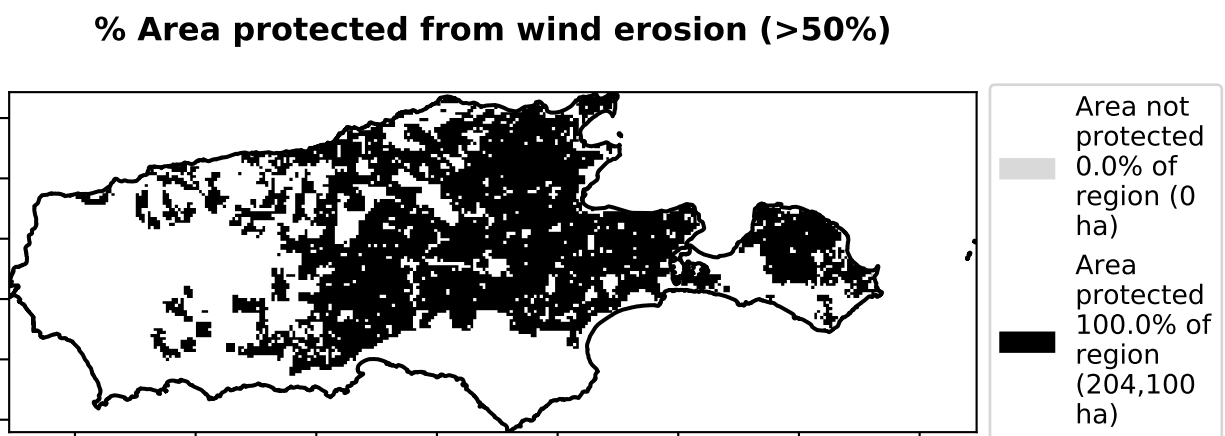 % Area protected from wind erosion (>50%)
Area not
protected
0.0% of
region (0
ha)
Area
protected
100.0% of
region
(204,100
ha)